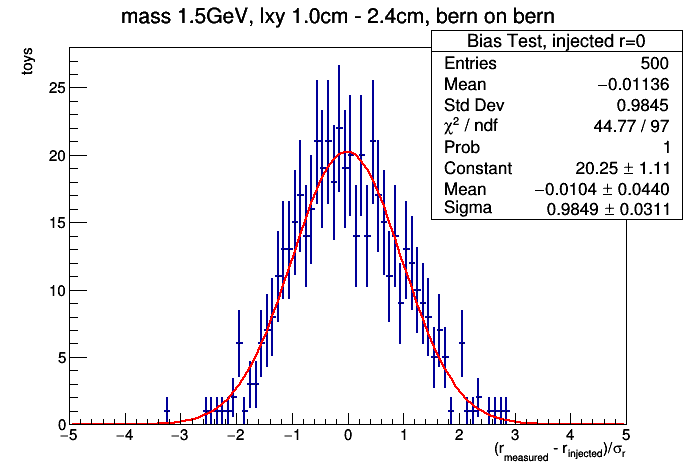 mass 1.5GeV, lxy 1.0cm - 2.4cm, bern on bern
Bias Test, injected r=0
Entries 500
Mean −0.01136
Std Dev 0.9845
χ² / ndf 44.77 / 97
Prob 1
Constant 20.25 ± 1.11
Mean −0.0104 ± 0.0440
Sigma 0.9849 ± 0.0311
toys
25
20
15
10
5
0
−5 −4 −3 −2 −1 0 1 2 3 4 5
(r_measured - r_injected)/σ_r